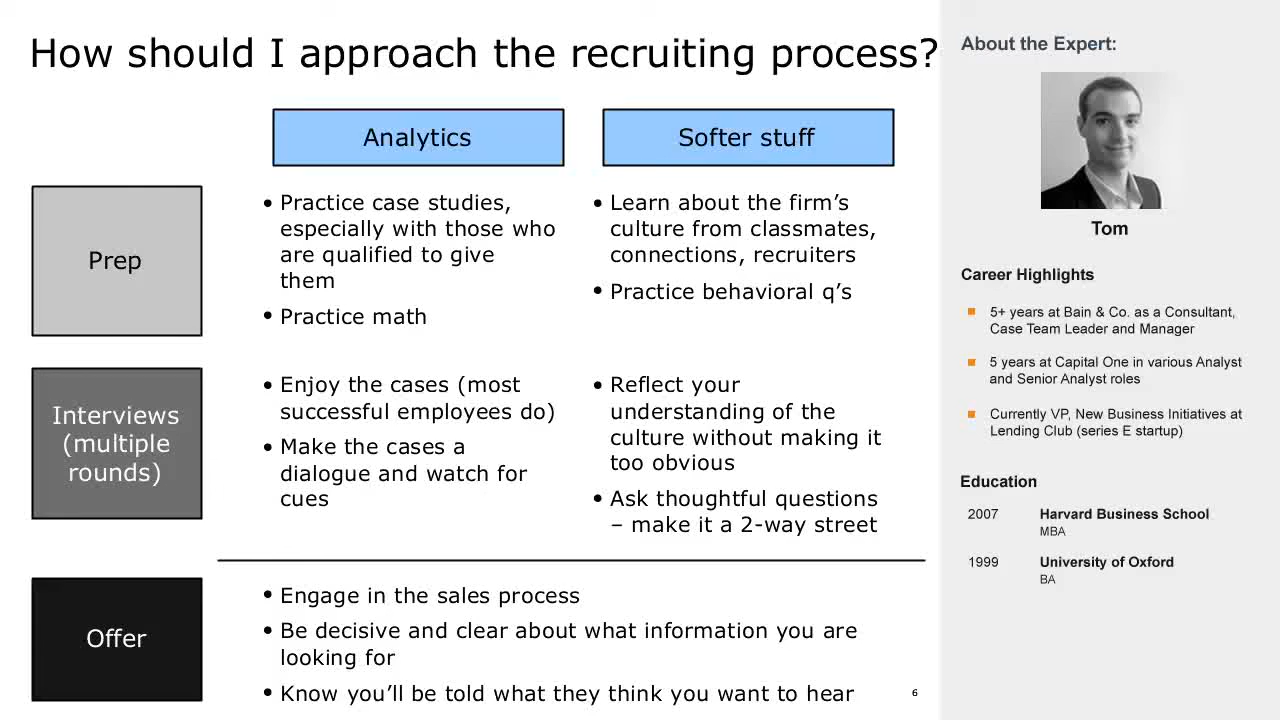 How should I approach the recruiting process?
Analytics
Softer stuff
Prep
• Practice case studies,
especially with those who
are qualified to give
them
• Practice math
• Learn about the firm’s
culture from classmates,
connections, recruiters
• Practice behavioral q’s
Interviews
(multiple
rounds)
• Enjoy the cases (most
successful employees do)
• Make the cases a
dialogue and watch for
cues
• Reflect your
understanding of the
culture without making it
too obvious
• Ask thoughtful questions
– make it a 2-way street
Offer
• Engage in the sales process
• Be decisive and clear about what information you are
looking for
• Know you’ll be told what they think you want to hear
6
About the Expert:
Tom
Career Highlights
5+ years at Bain & Co. as a Consultant,
Case Team Leader and Manager
5 years at Capital One in various Analyst
and Senior Analyst roles
Currently VP, New Business Initiatives at
Lending Club (series E startup)
Education
2007 Harvard Business School
MBA
1999 University of Oxford
BA